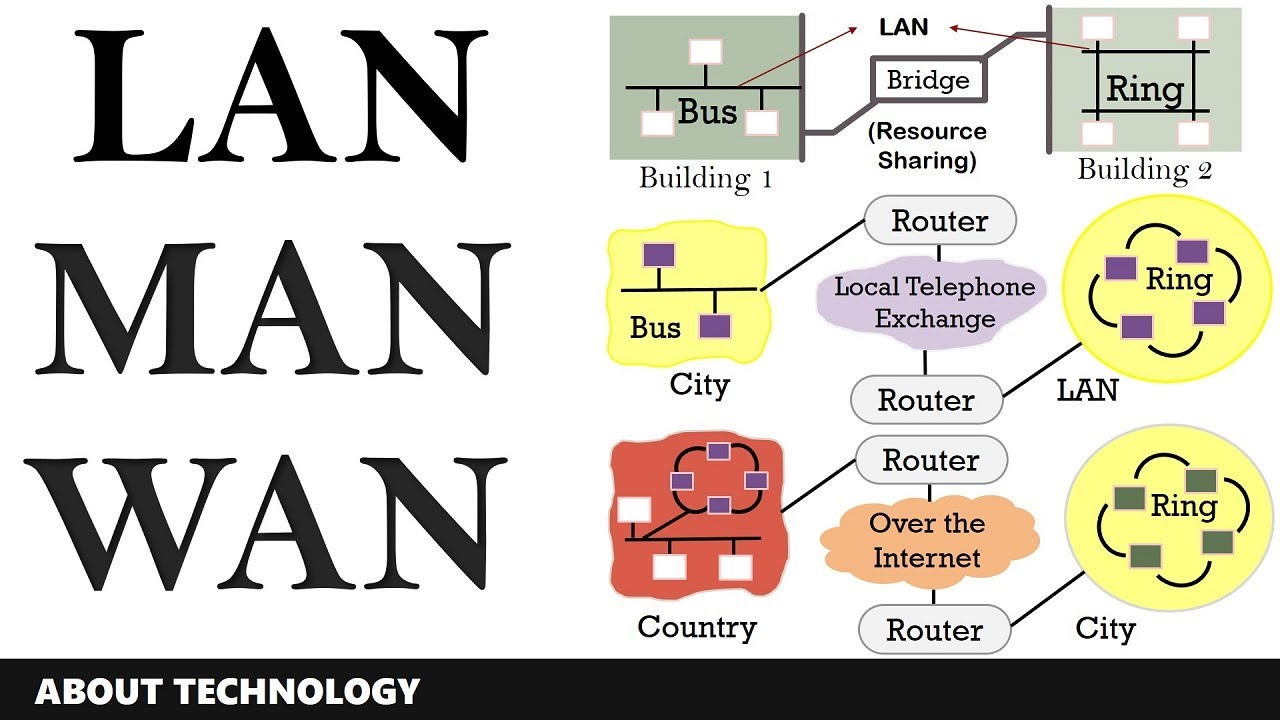 LAN
LAN
Bus
Bridge
Ring
(Resource
Sharing)
Building 1
Building 2
MAN
Router
Local Telephone
Exchange
Ring
Bus
City
Router
LAN
WAN
Router
Over the
Internet
Ring
Country
Router
City
ABOUT TECHNOLOGY